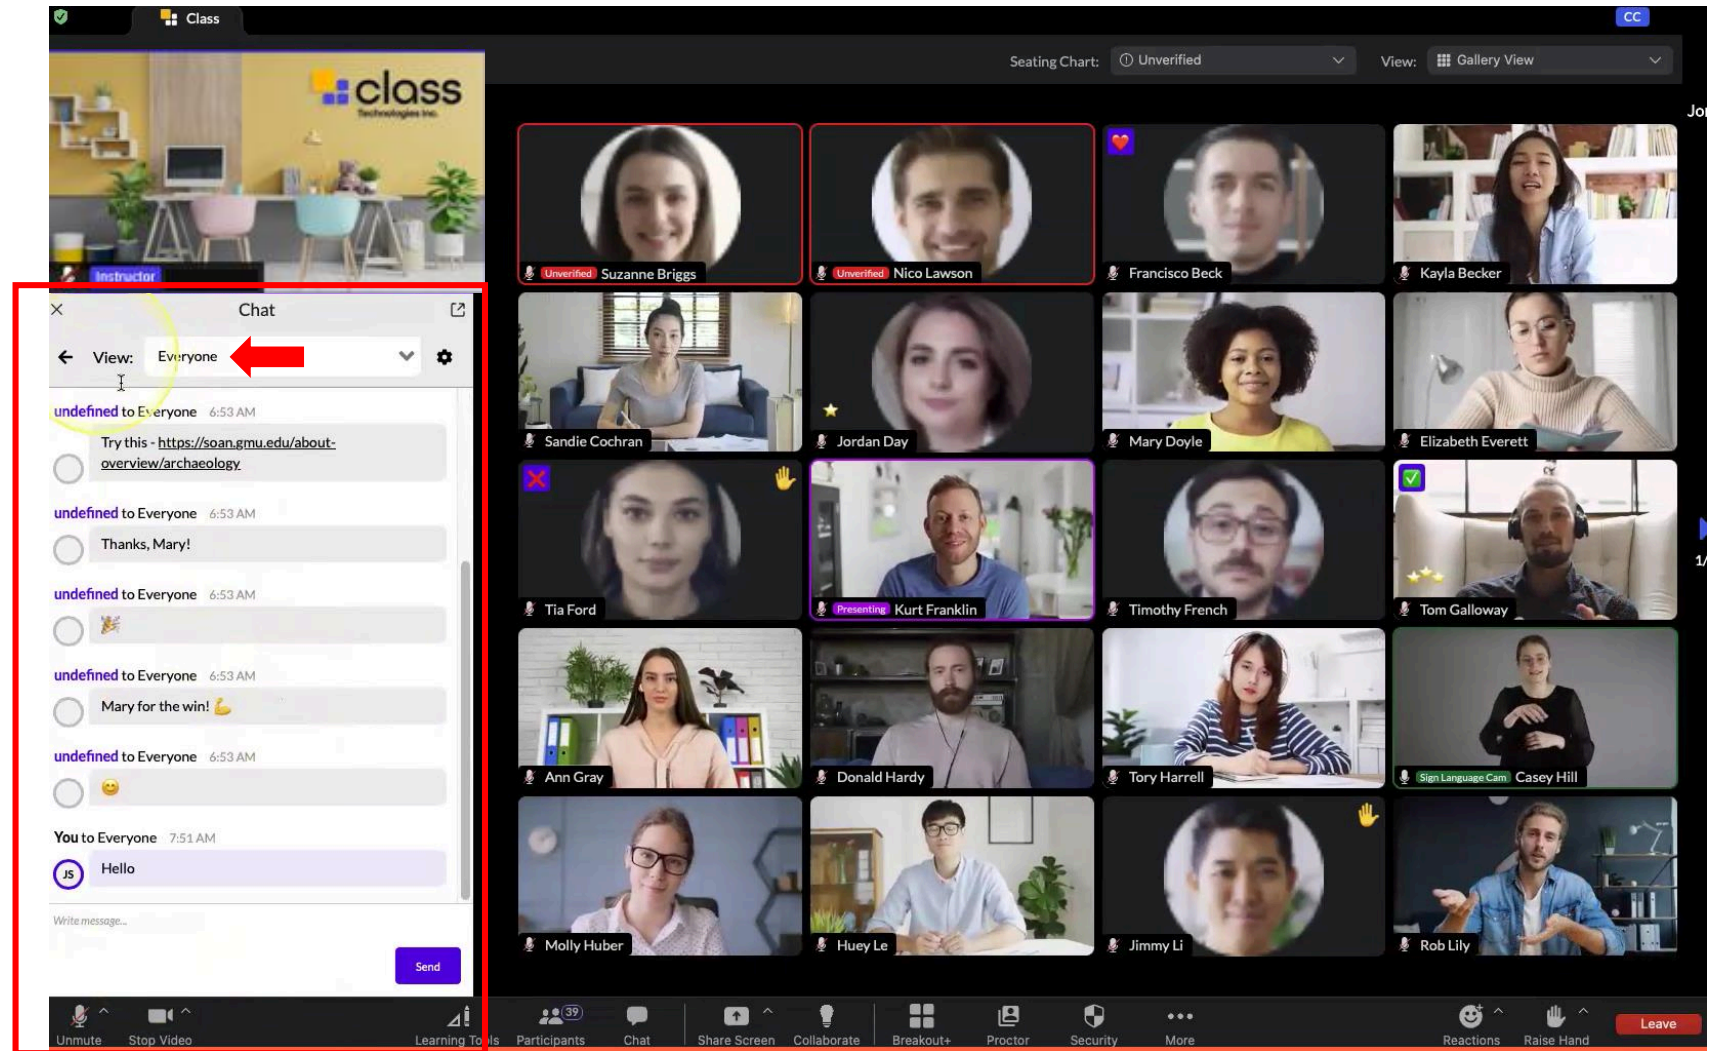 Class
CC
Seating Chart: Unverified View: Gallery View
class
Technologies Inc.
Instructor
Chat
View: Everyone
undefined to Everyone 6:53 AM
Try this - https://soan.gmu.edu/about-
overview/archaeology
undefined to Everyone 6:53 AM
Thanks, Mary!
undefined to Everyone 6:53 AM
undefined to Everyone 6:53 AM
Mary for the win!
undefined to Everyone 6:53 AM
You to Everyone 7:51 AM
JS
Hello
Write message...
Send
Unverified Suzanne Briggs
Unverified Nico Lawson
Francisco Beck
Kayla Becker
Sandie Cochran
Jordan Day
Mary Doyle
Elizabeth Everett
Tia Ford
Presenting Kurt Franklin
Timothy French
Tom Galloway
Ann Gray
Donald Hardy
Tory Harrell
Sign Language Cam Casey Hill
Molly Huber
Huey Le
Jimmy Li
Rob Lily
1/
39
Unmute Stop Video Learning Tools Participants Chat Share Screen Collaborate Breakout+ Proctor Security More Reactions Raise Hand Leave